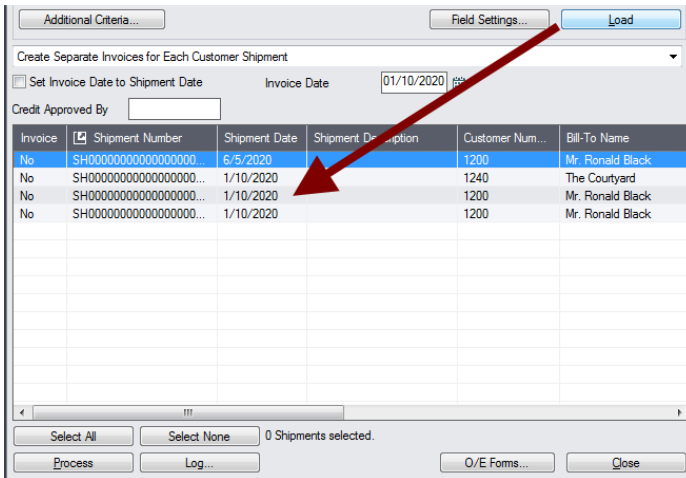 Additional Criteria... Field Settings... Load
Create Separate Invoices for Each Customer Shipment
Set Invoice Date to Shipment Date Invoice Date 01/10/2020
Credit Approved By
Invoice Shipment Number Shipment Date Shipment Description Customer Num... Bill-To Name
No SH00000000000000000... 6/5/2020 1200 Mr. Ronald Black
No SH00000000000000000... 1/10/2020 1240 The Courtyard
No SH00000000000000000... 1/10/2020 1200 Mr. Ronald Black
No SH00000000000000000... 1/10/2020 1200 Mr. Ronald Black
Select All Select None 0 Shipments selected.
Process Log... O/E Forms... Close